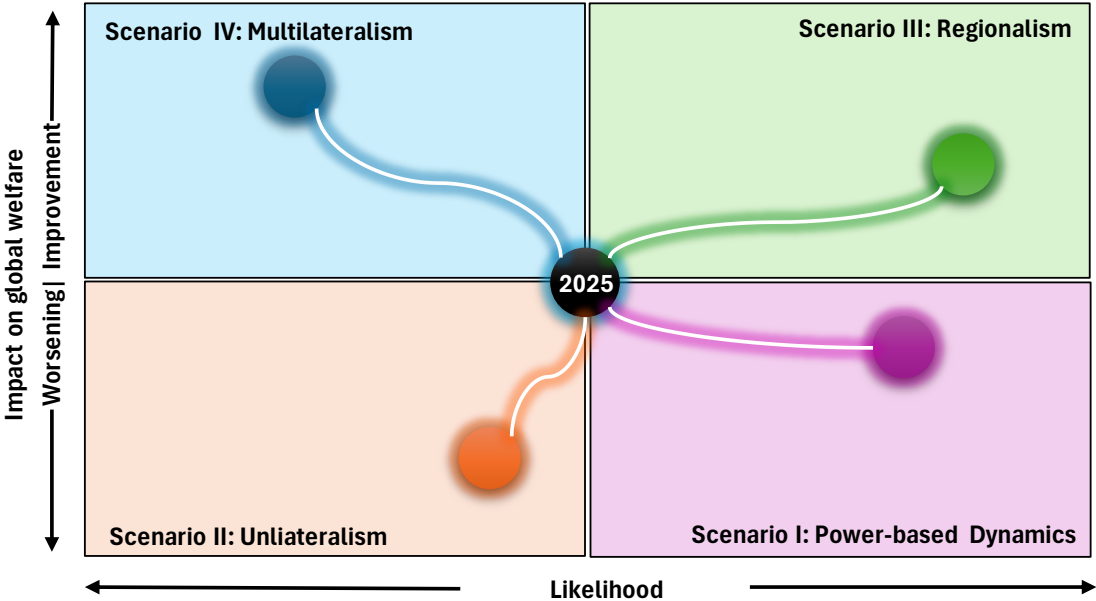 Scenario IV: Multilateralism
Scenario III: Regionalism
Impact on global welfare
Worsening| Improvement
2025
Scenario II: Unliateralism
Scenario I: Power-based Dynamics
Likelihood